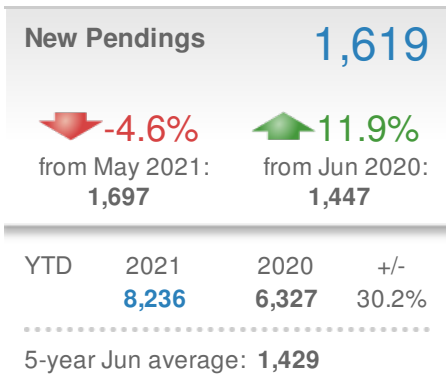 New Pendings 1,619
-4.6% 11.9%
from May 2021: from Jun 2020:
1,697 1,447
YTD 2021 2020 +/-
8,236 6,327 30.2%
5-year Jun average: 1,429